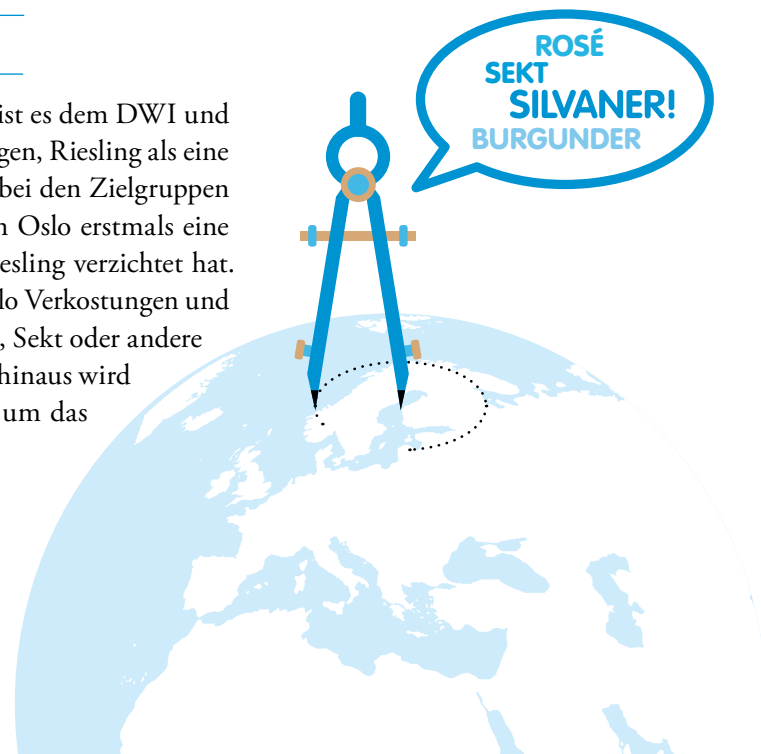 ist es dem DWI und
gen, Riesling als eine
bei den Zielgruppen
Oslo erstmals eine
esling verzichtet hat.
lo Verkostungen und
, Sekt oder andere
hinaus wird
um das
ROSÉ
SEKT
SILVANER!
BURGUNDER